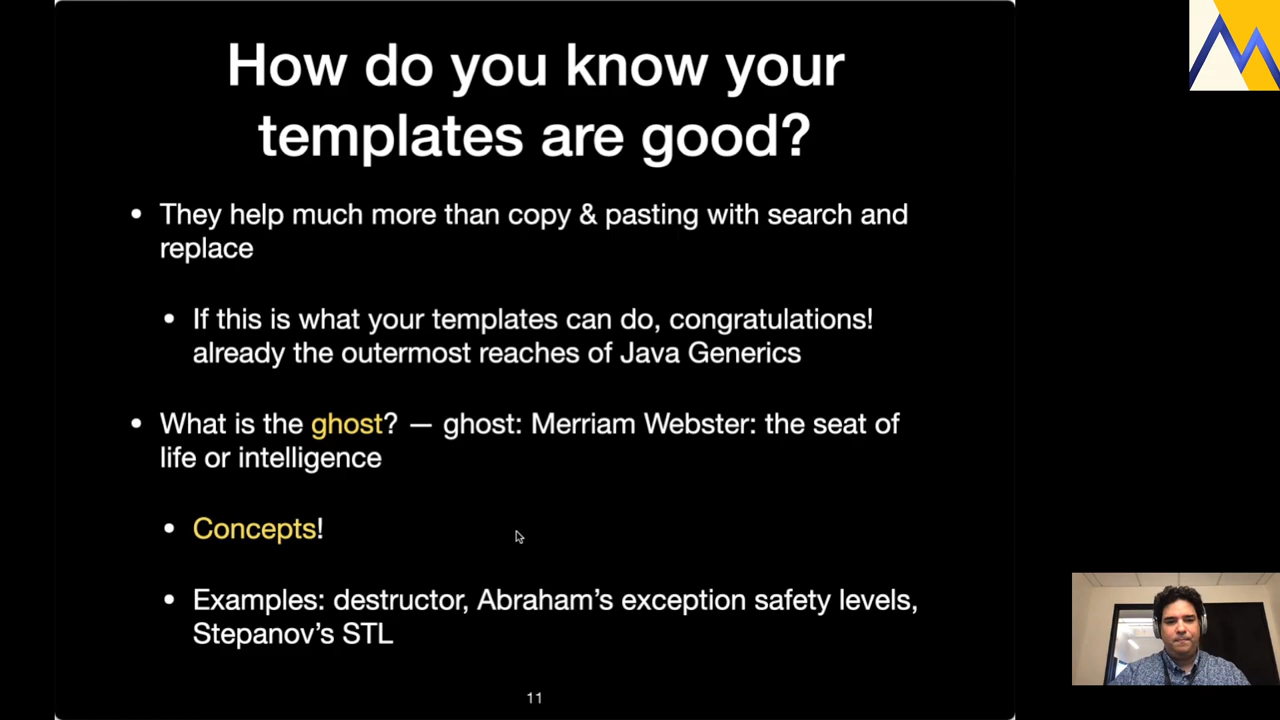 How do you know your
templates are good?
• They help much more than copy & pasting with search and
replace
• If this is what your templates can do, congratulations!
already the outermost reaches of Java Generics
• What is the ghost? — ghost: Merriam Webster: the seat of
life or intelligence
• Concepts!
• Examples: destructor, Abraham’s exception safety levels,
Stepanov’s STL
11